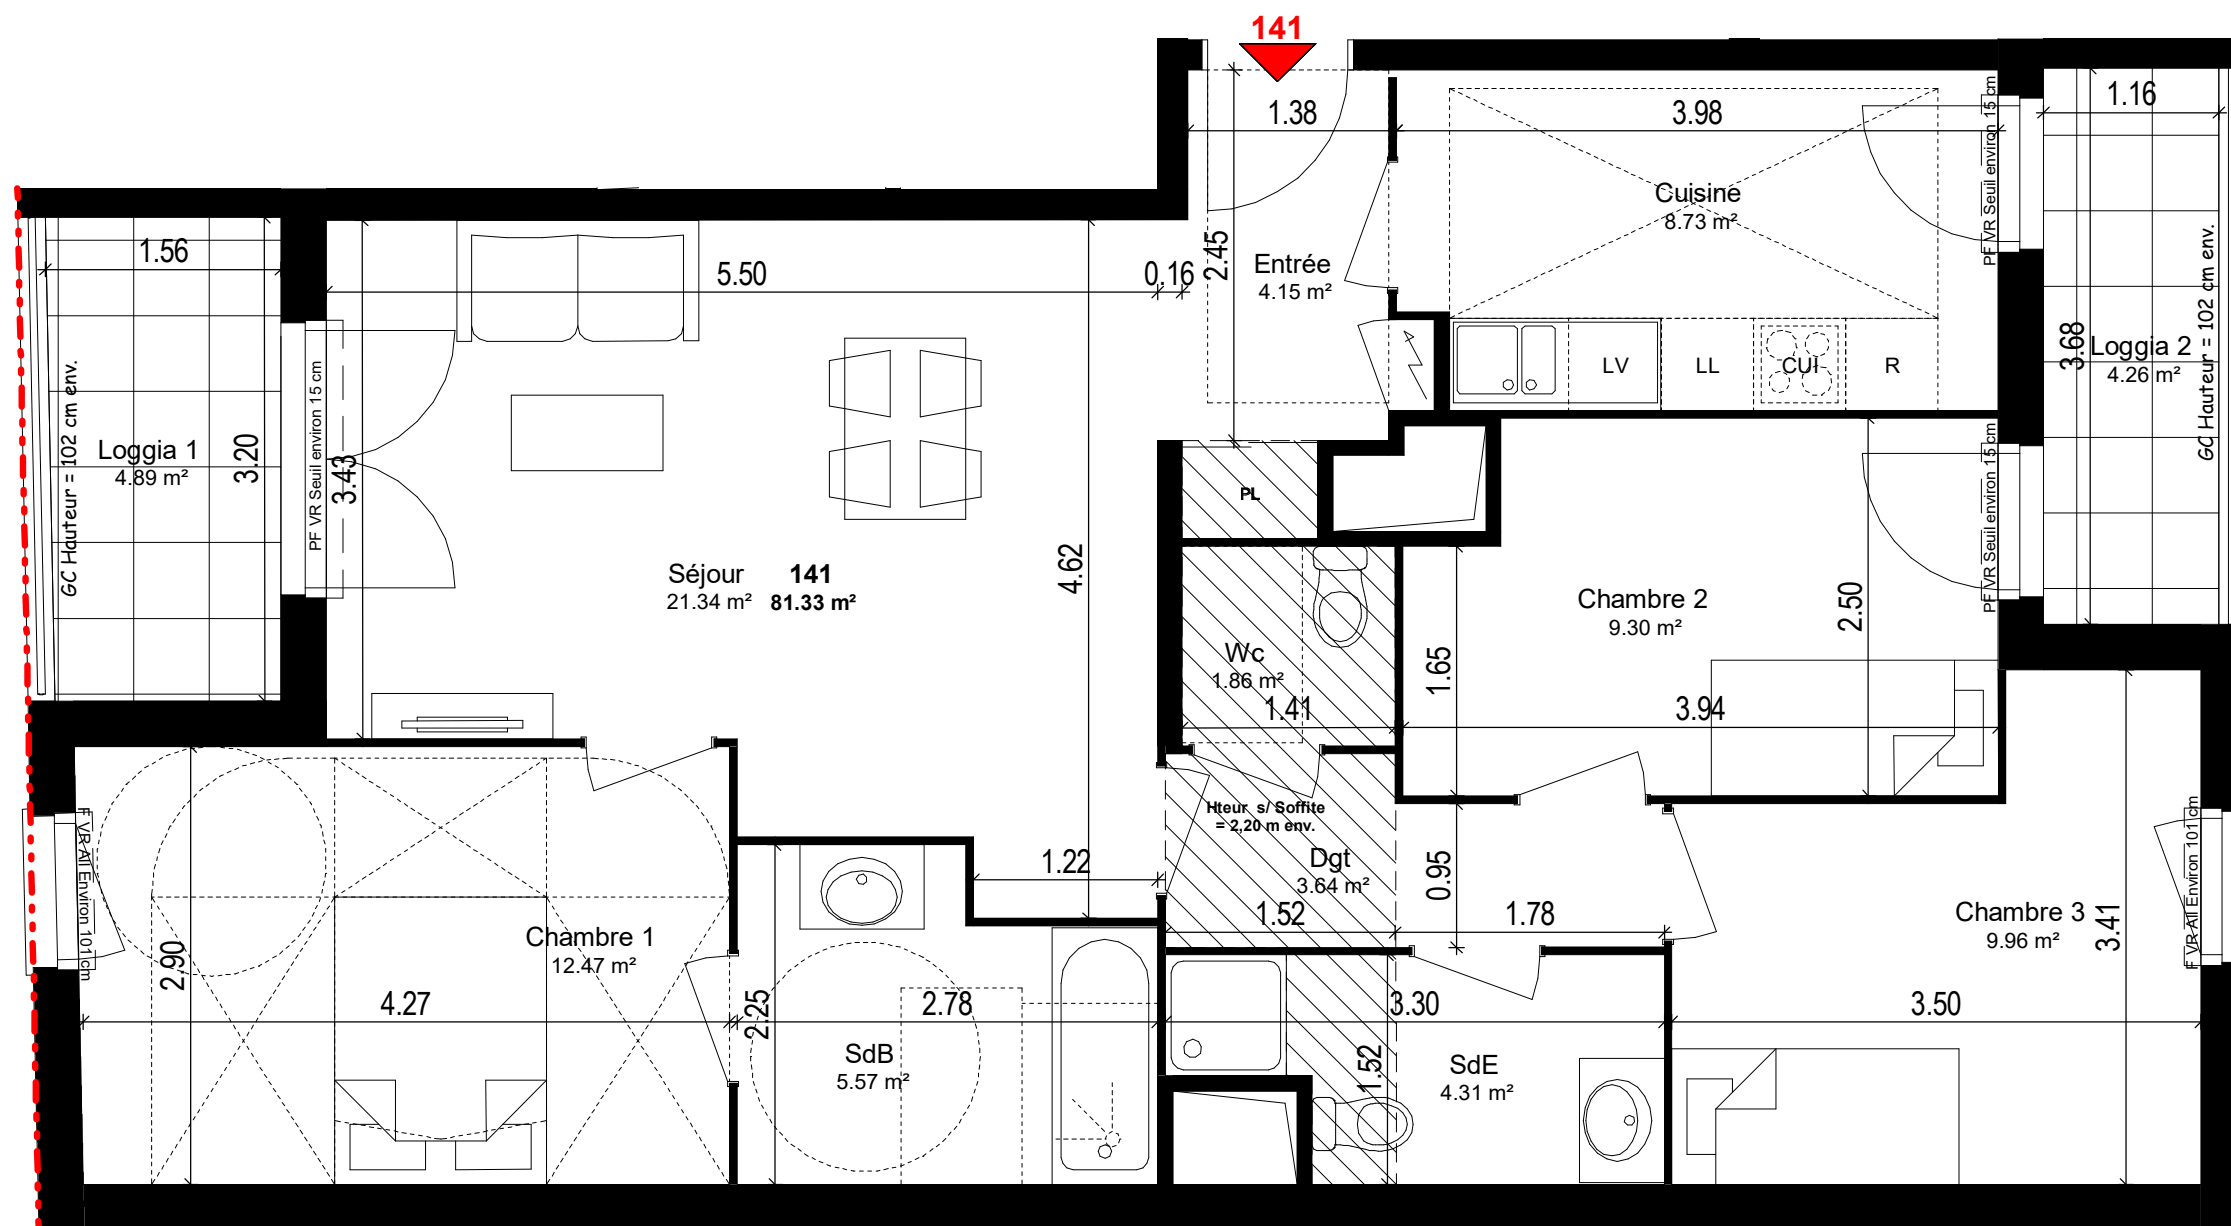 141
1.38
3.98
1.16
PF VR Seuil environ 15 cm
Cuisine
8.73 m²
1.56
5.50
0.16
2.45
Entrée
4.15 m²
GC Hauteur = 102 cm env.
Loggia 1
4.89 m²
3.20
PF VR Seuil environ 15 cm
3.43
LV
LL
CUI
R
3.68
Loggia 2
4.26 m²
GC Hauteur = 102 cm env.
PL
4.62
Séjour
21.34 m²
141
81.33 m²
Wc
1.86 m²
1.41
1.65
Chambre 2
9.30 m²
3.94
2.50
PF VR Seuil environ 15 cm
Hteur s/ Soffite
= 2,20 m env.
Dgt
3.64 m²
0.95
1.22
1.52
1.78
F VR All Environ 101 cm
2.90
Chambre 1
12.47 m²
4.27
2.25
2.78
SdB
5.57 m²
3.30
1.52
SdE
4.31 m²
Chambre 3
9.96 m²
3.41
3.50
F VR All Environ 101 cm